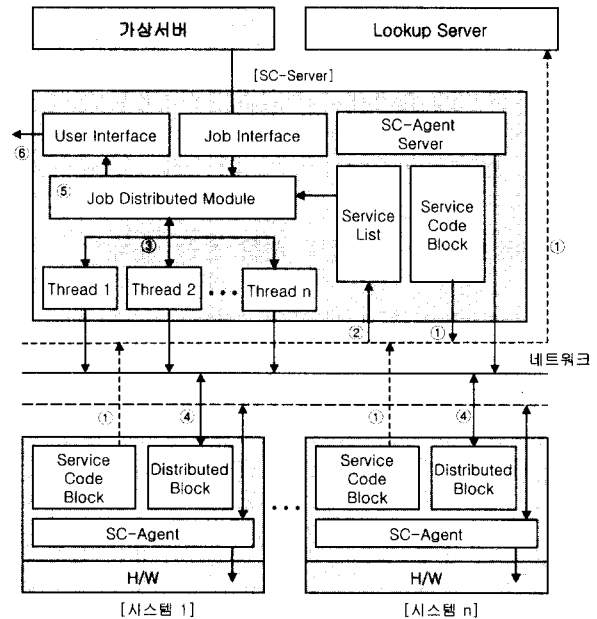 가상서버
Lookup Server
[SC-Server]
User Interface
Job Interface
SC-Agent
Server
⑥
⑤
Job Distributed Module
Service
List
Service
Code
Block
③
①
Thread 1
Thread 2
• • •
Thread n
②
①
네트워크
①
④
①
④
Service
Code
Block
Distributed
Block
SC-Agent
H/W
• • •
Service
Code
Block
Distributed
Block
SC-Agent
H/W
[시스템 1]
[시스템 n]